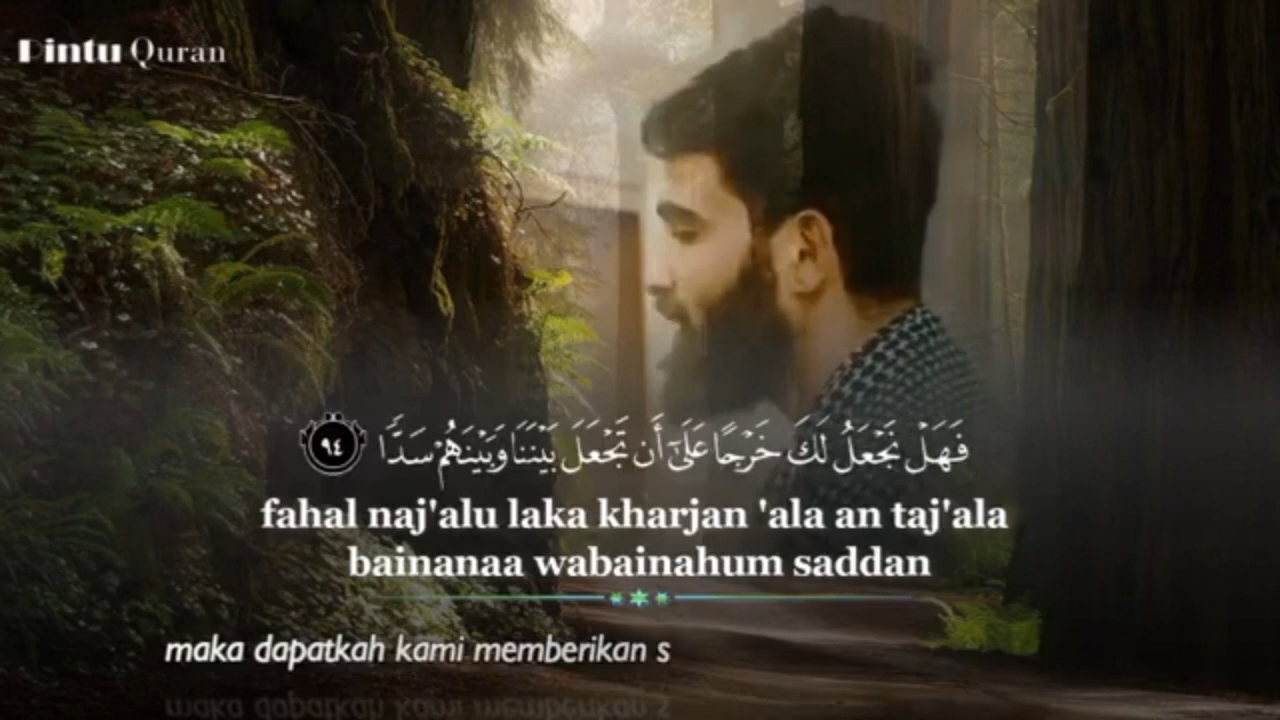 Pintu Quran
فَهَلْ نَجْعَلُ لَكَ خَرْجًا عَلَىٰٓ أَن تَجْعَلَ بَيْنَنَا وَبَيْنَهُمْ سَدًّا ٩٤
fahal naj'alu laka kharjan 'ala an taj'ala
bainanaa wabainahum saddan
maka dapatkah kami memberikan s